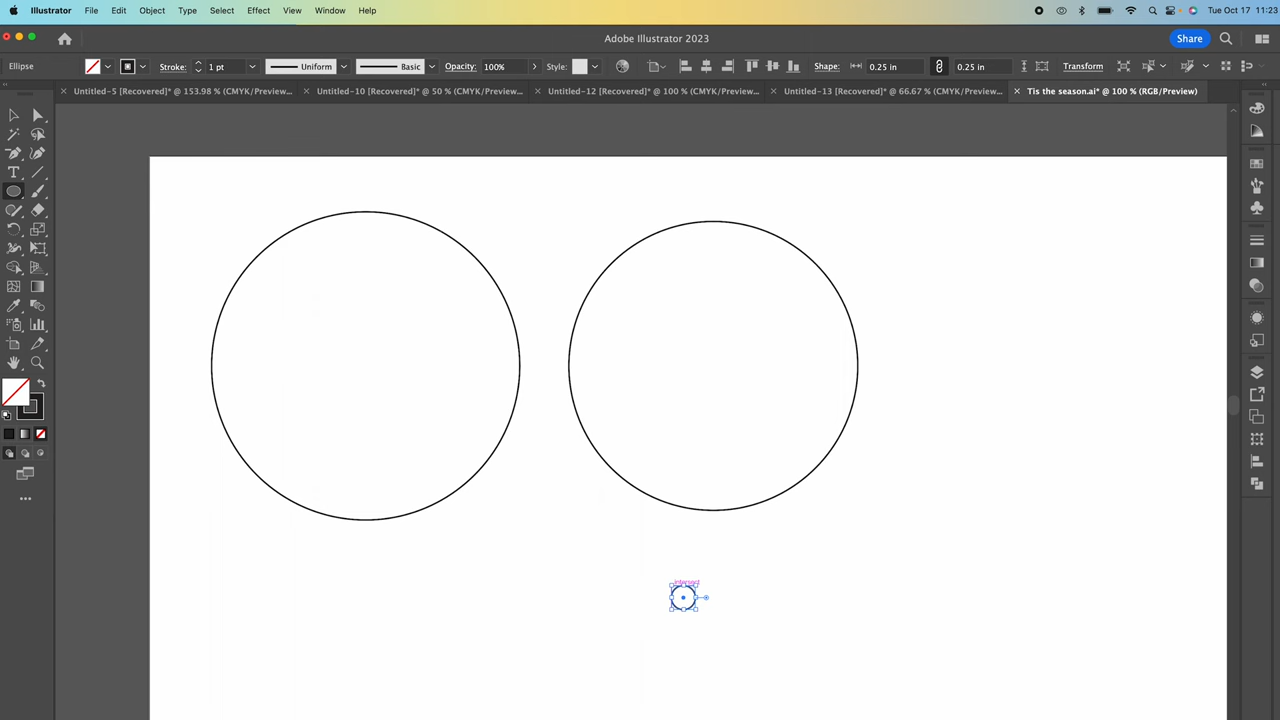 Illustrator File Edit Object Type Select Effect View Window Help Tue Oct 17 11:23
Adobe Illustrator 2023 Share
Ellipse Stroke: 1 pt Uniform Basic Opacity: 100% Style: Shape: 0.25 in 0.25 in Transform
Untitled-5 [Recovered]* @ 153.98 % (CMYK/Preview... Untitled-10 [Recovered]* @ 50 % (CMYK/Preview... Untitled-12 [Recovered]* @ 100 % (CMYK/Preview... Untitled-13 [Recovered]* @ 66.67 % (CMYK/Preview... Tis the season.ai* @ 100 % (RGB/Preview)
intersect